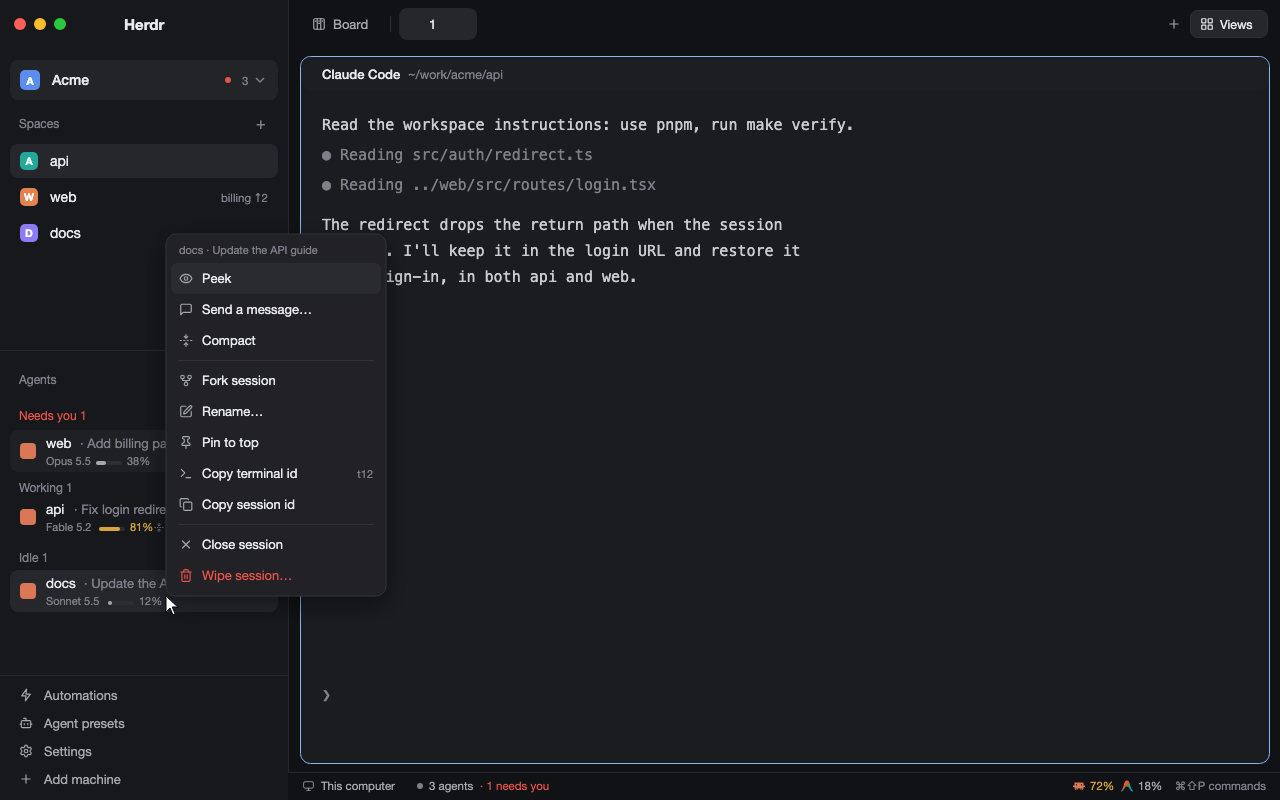 Herdr
Board
1
Views
A Acme 3
Spaces
A api
W web billing ↑2
D docs
Claude Code ~/work/acme/api
Read the workspace instructions: use pnpm, run make verify.
● Reading src/auth/redirect.ts
● Reading ../web/src/routes/login.tsx
The redirect drops the return path when the session
. I'll keep it in the login URL and restore it
ign-in, in both api and web.
❯
docs · Update the API guide
Peek
Send a message…
Compact
Fork session
Rename…
Pin to top
Copy terminal id t12
Copy session id
Close session
Wipe session…
Agents
Needs you 1
web · Add billing pa
Opus 5.5 38%
Working 1
api · Fix login redire
Fable 5.2 81%
Idle 1
docs · Update the A
Sonnet 5.5 12%
Automations
Agent presets
Settings
Add machine
This computer
3 agents · 1 needs you
72% 18% ⌘⇧P commands